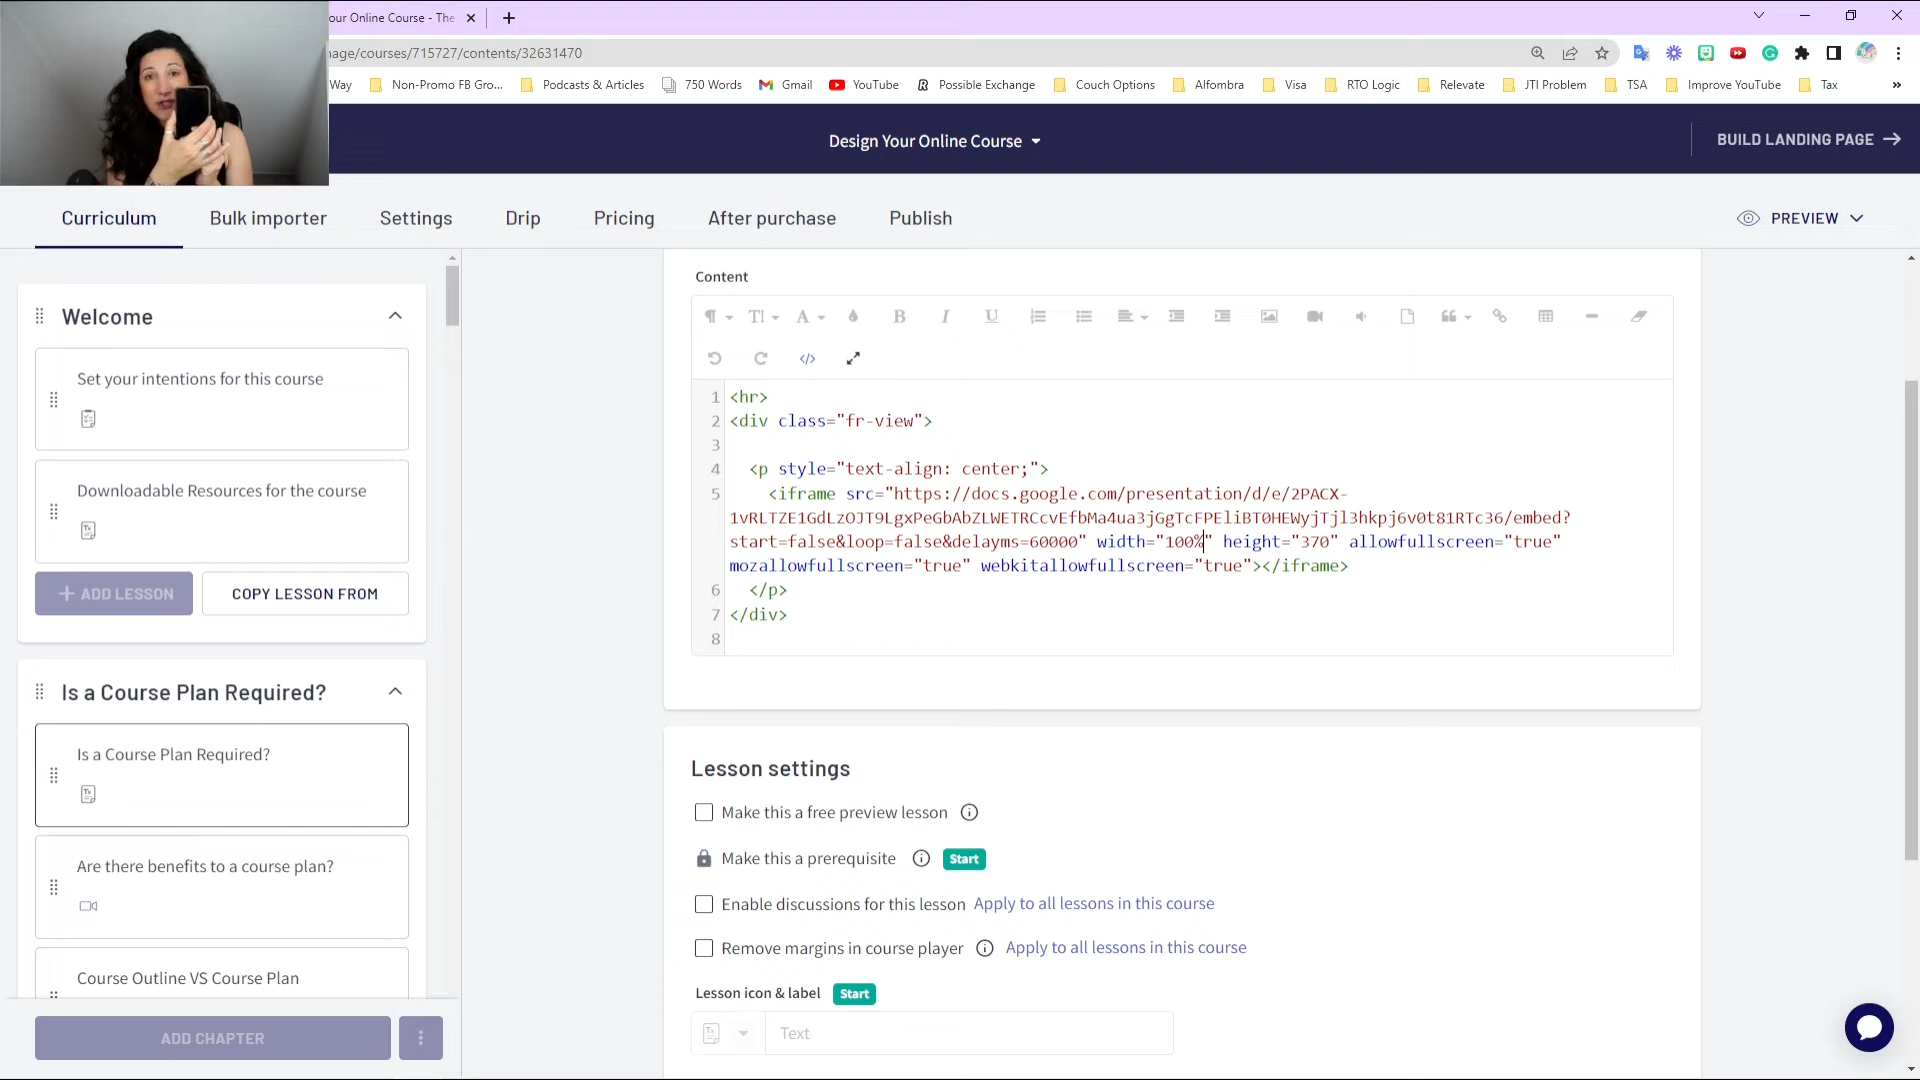 our Online Course - The
nage/courses/715727/contents/32631470
Way
Non-Promo FB Gro...
Podcasts & Articles
750 Words
Gmail
YouTube
Possible Exchange
Couch Options
Alfombra
Visa
RTO Logic
Relevate
JTI Problem
TSA
Improve YouTube
Tax
»
Design Your Online Course
BUILD LANDING PAGE
Curriculum
Bulk importer
Settings
Drip
Pricing
After purchase
Publish
PREVIEW
Welcome
Set your intentions for this course
Downloadable Resources for the course
+ ADD LESSON
COPY LESSON FROM
Is a Course Plan Required?
Is a Course Plan Required?
Are there benefits to a course plan?
Course Outline VS Course Plan
ADD CHAPTER
Content
1 <hr>
2 <div class="fr-view">
3
4 <p style="text-align: center;">
5 <iframe src="https://docs.google.com/presentation/d/e/2PACX-
1vRLTZE1GdLzOJT9LgxPeGbAbZLWETRCcvEfbMa4ua3jGgTcFPEliBT0HEWyjTjl3hkpj6v0t81RTc36/embed?
start=false&loop=false&delayms=60000" width="100%" height="370" allowfullscreen="true"
mozallowfullscreen="true" webkitallowfullscreen="true"></iframe>
6 </p>
7 </div>
8
Lesson settings
Make this a free preview lesson
Make this a prerequisite Start
Enable discussions for this lesson Apply to all lessons in this course
Remove margins in course player Apply to all lessons in this course
Lesson icon & label Start
Text